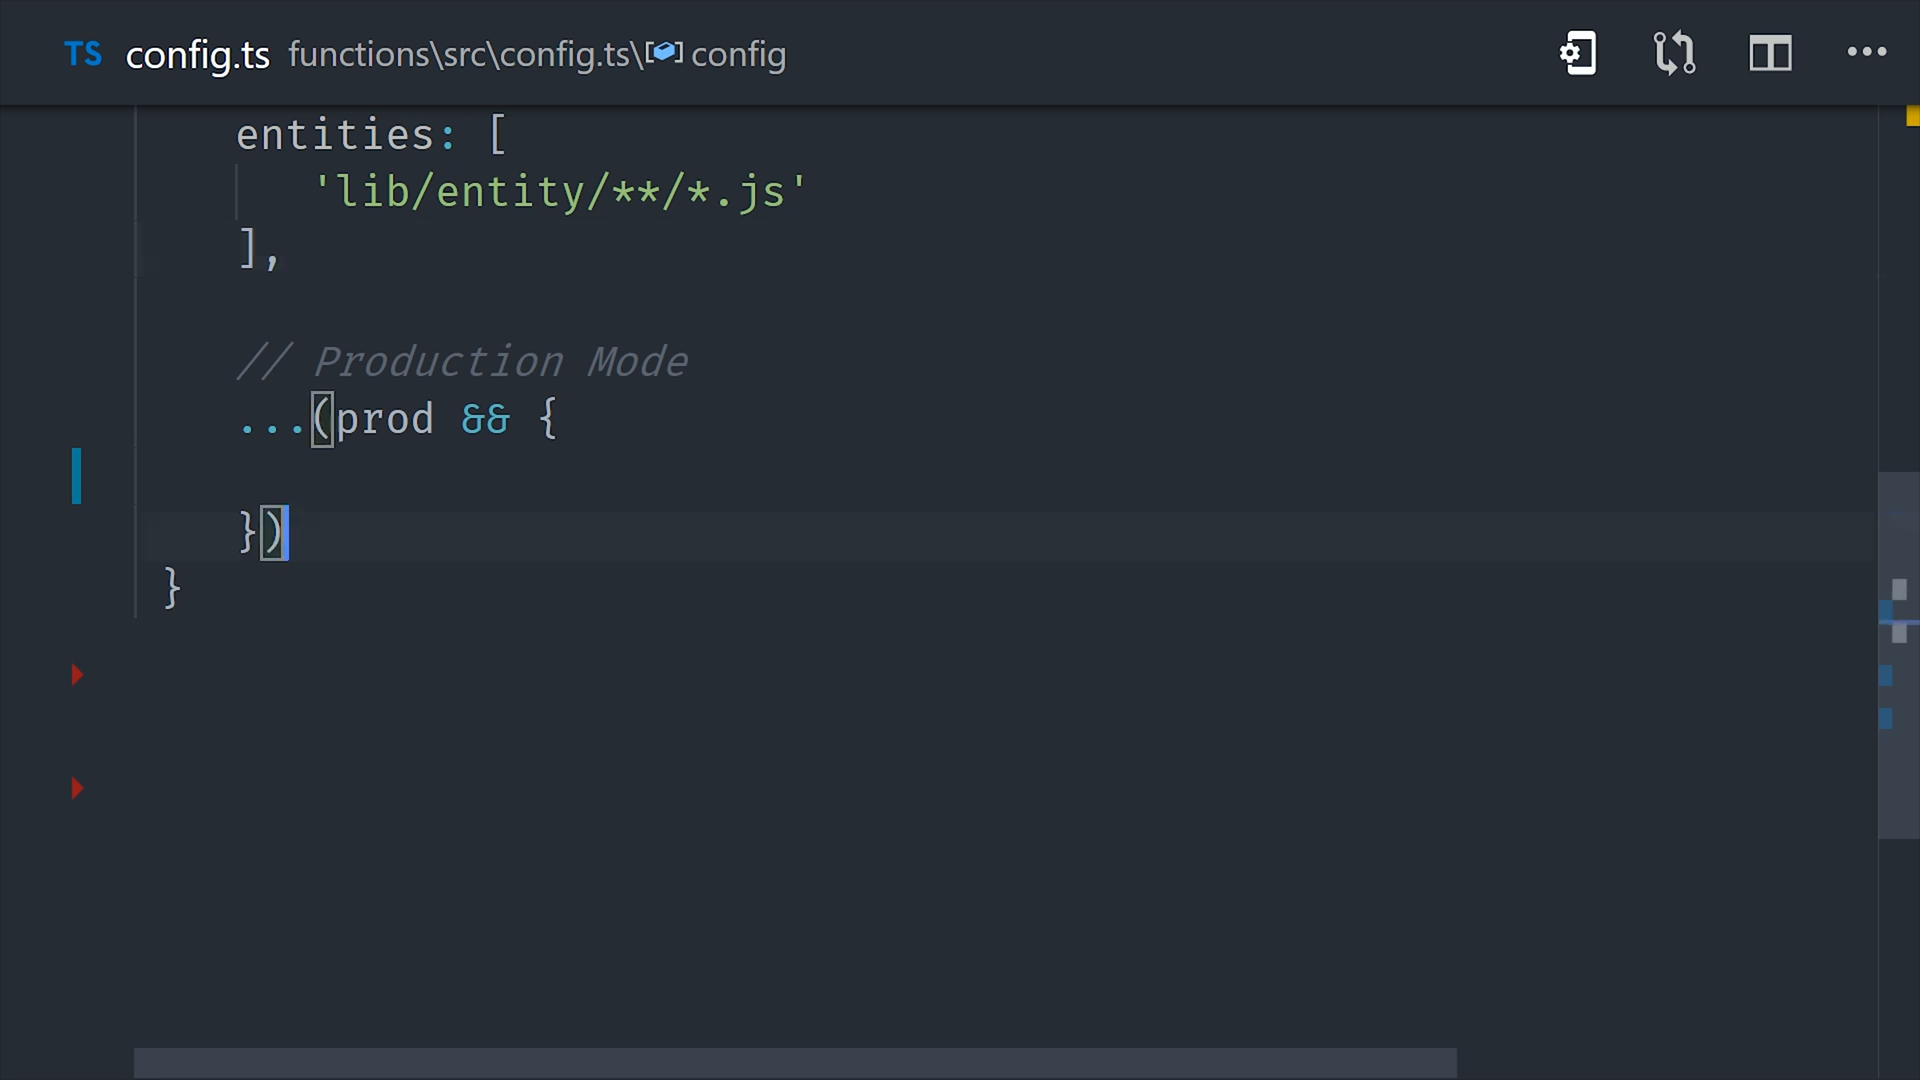 TS config.ts functions\src\config.ts\ config
entities: [
'lib/entity/**/*.js'
],
// Production Mode
...(prod && {
})
}